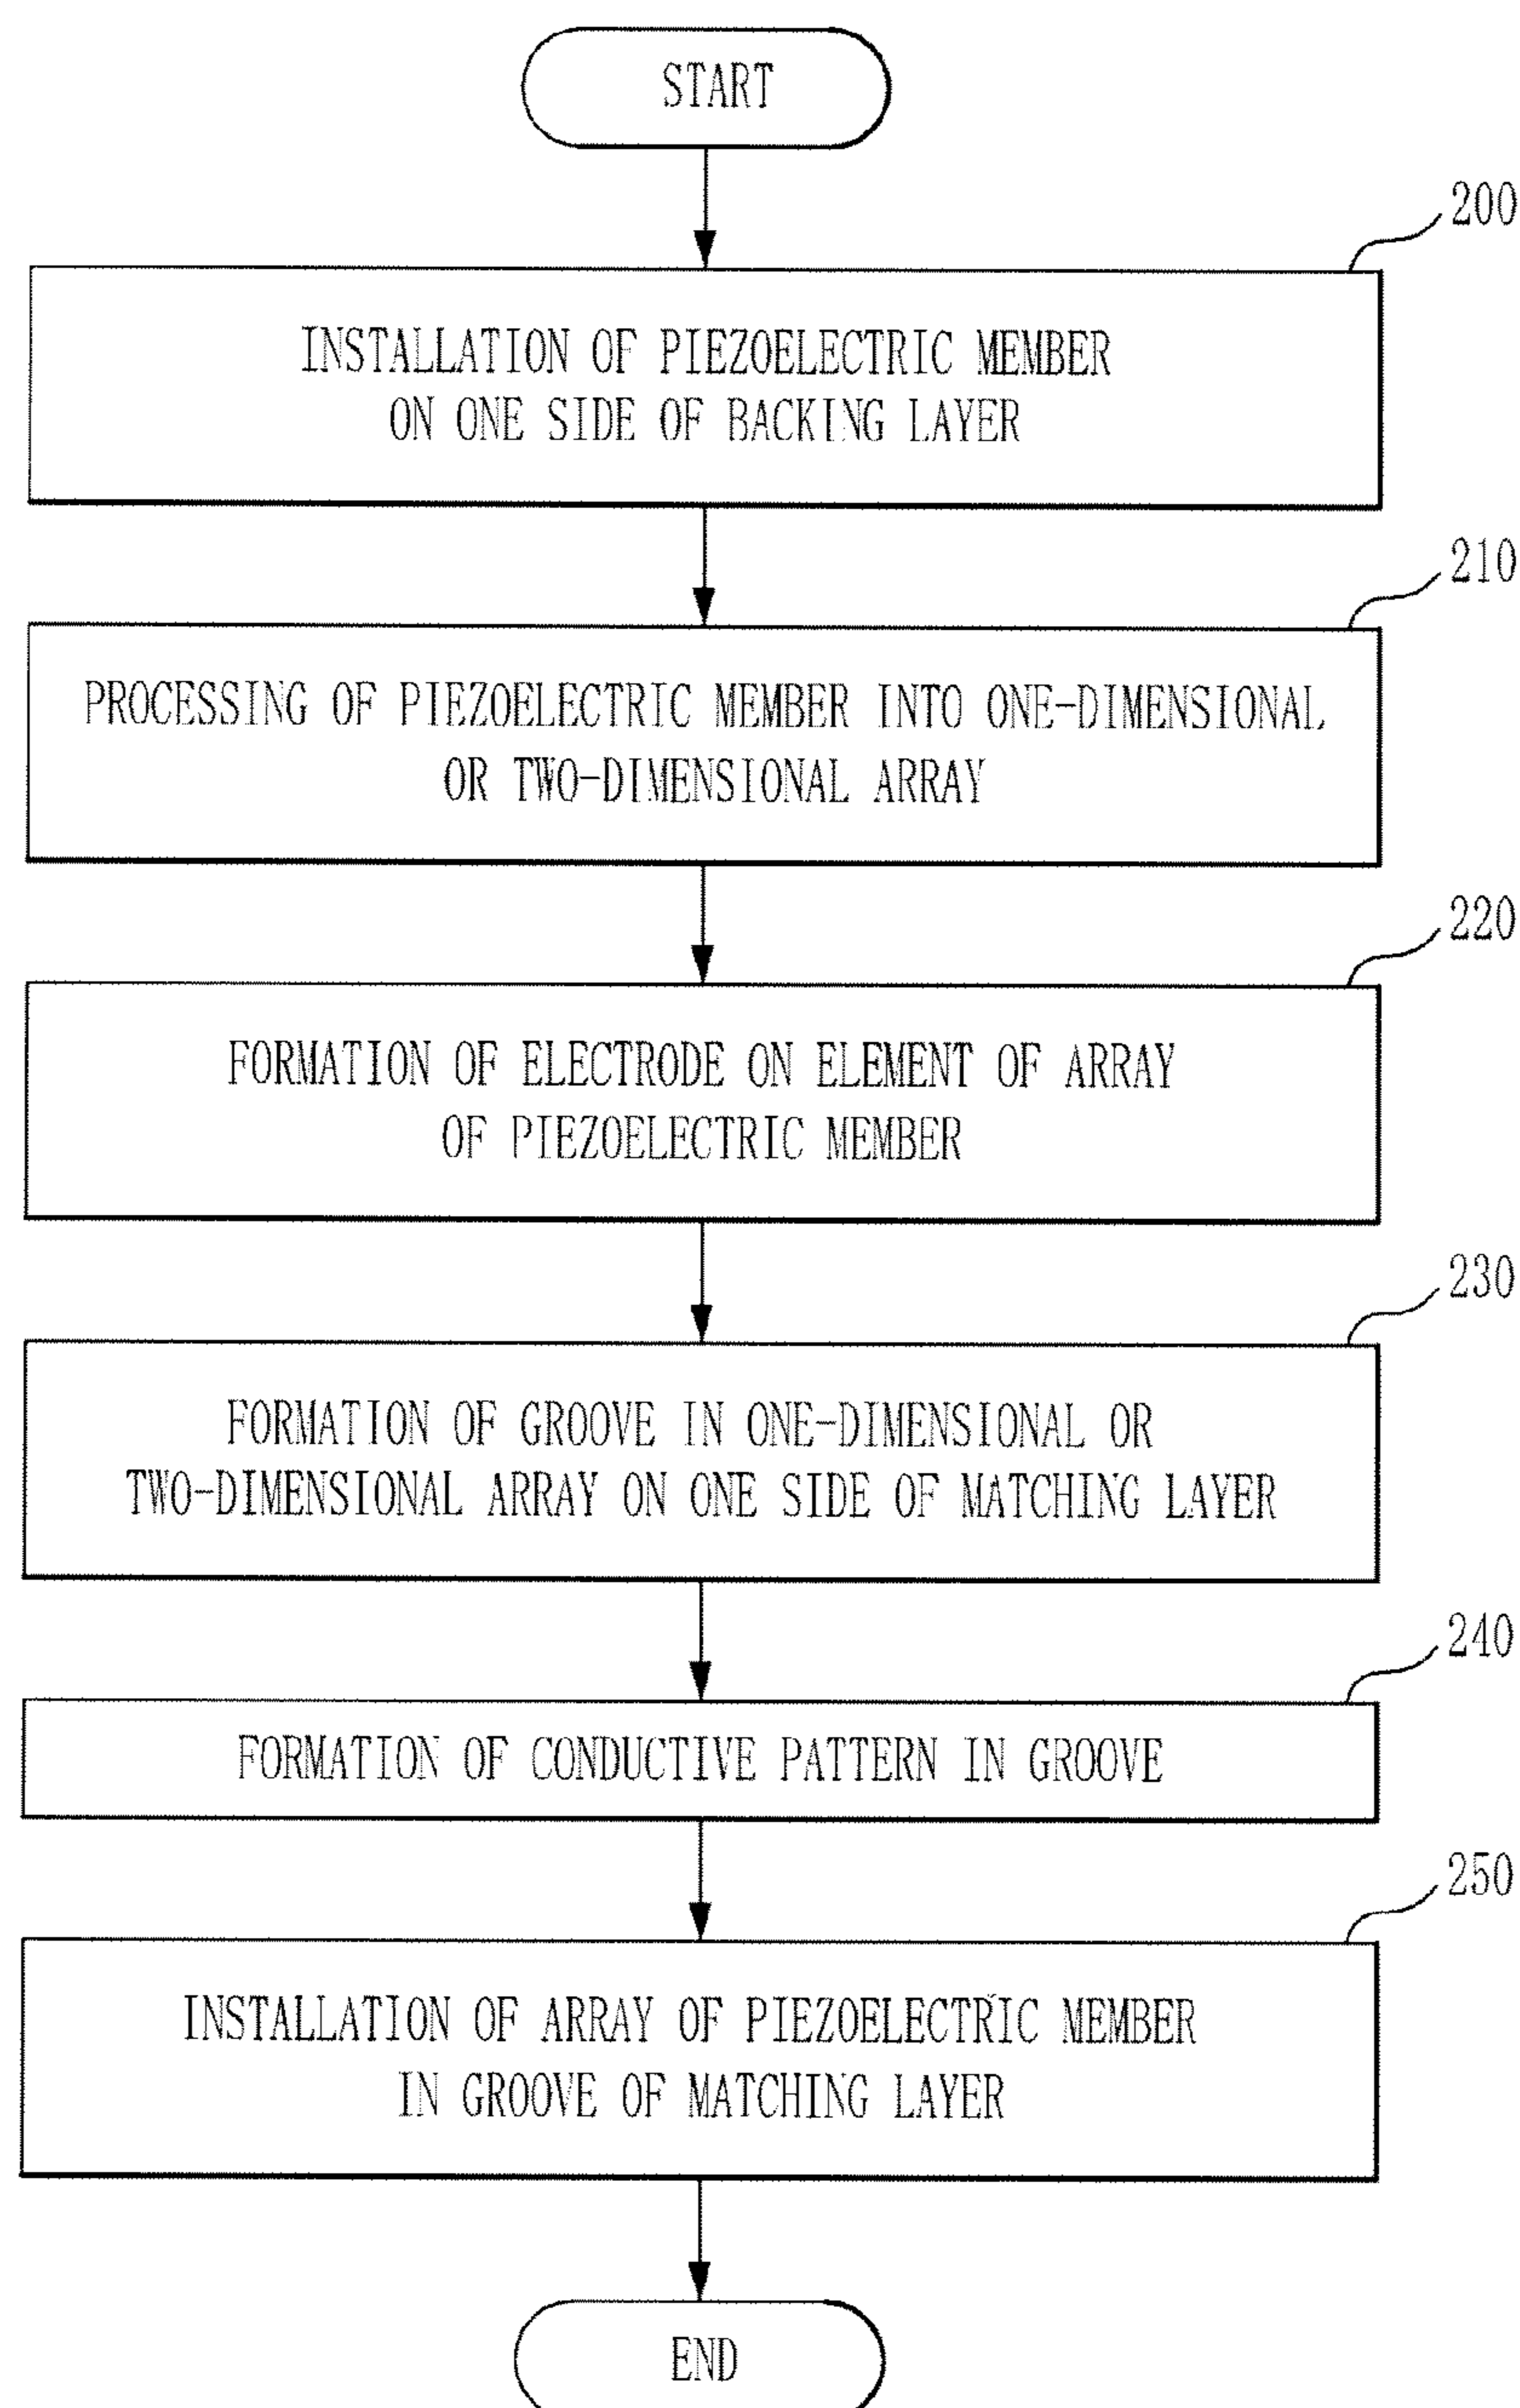 START
200
INSTALLATION OF PIEZOELECTRIC MEMBER
ON ONE SIDE OF BACKING LAYER
210
PROCESSING OF PIEZOELECTRIC MEMBER INTO ONE-DIMENSIONAL
OR TWO-DIMENSIONAL ARRAY
220
FORMATION OF ELECTRODE ON ELEMENT OF ARRAY
OF PIEZOELECTRIC MEMBER
230
FORMATION OF GROOVE IN ONE-DIMENSIONAL OR
TWO-DIMENSIONAL ARRAY ON ONE SIDE OF MATCHING LAYER
240
FORMATION OF CONDUCTIVE PATTERN IN GROOVE
250
INSTALLATION OF ARRAY OF PIEZOELECTRIC MEMBER
IN GROOVE OF MATCHING LAYER
END